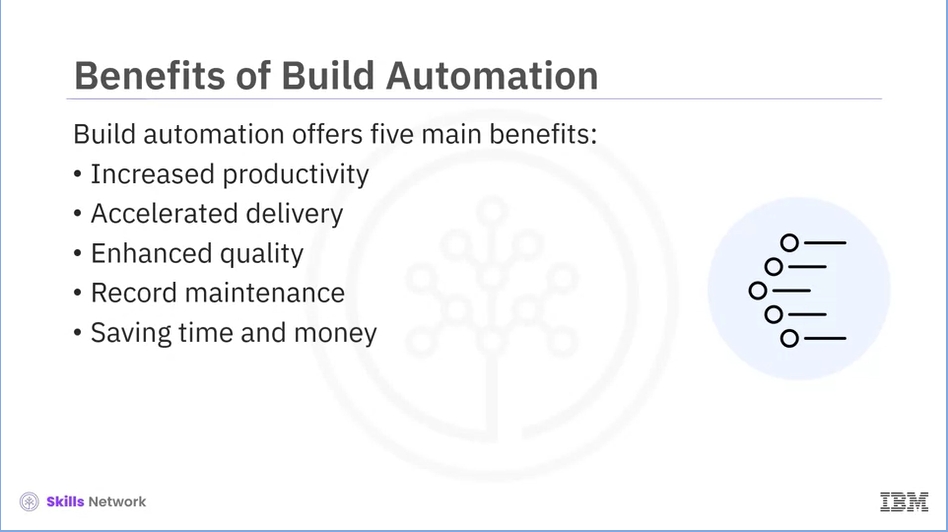 Benefits of Build Automation
Build automation offers five main benefits:
• Increased productivity
• Accelerated delivery
• Enhanced quality
• Record maintenance
• Saving time and money
Skills Network
IBM